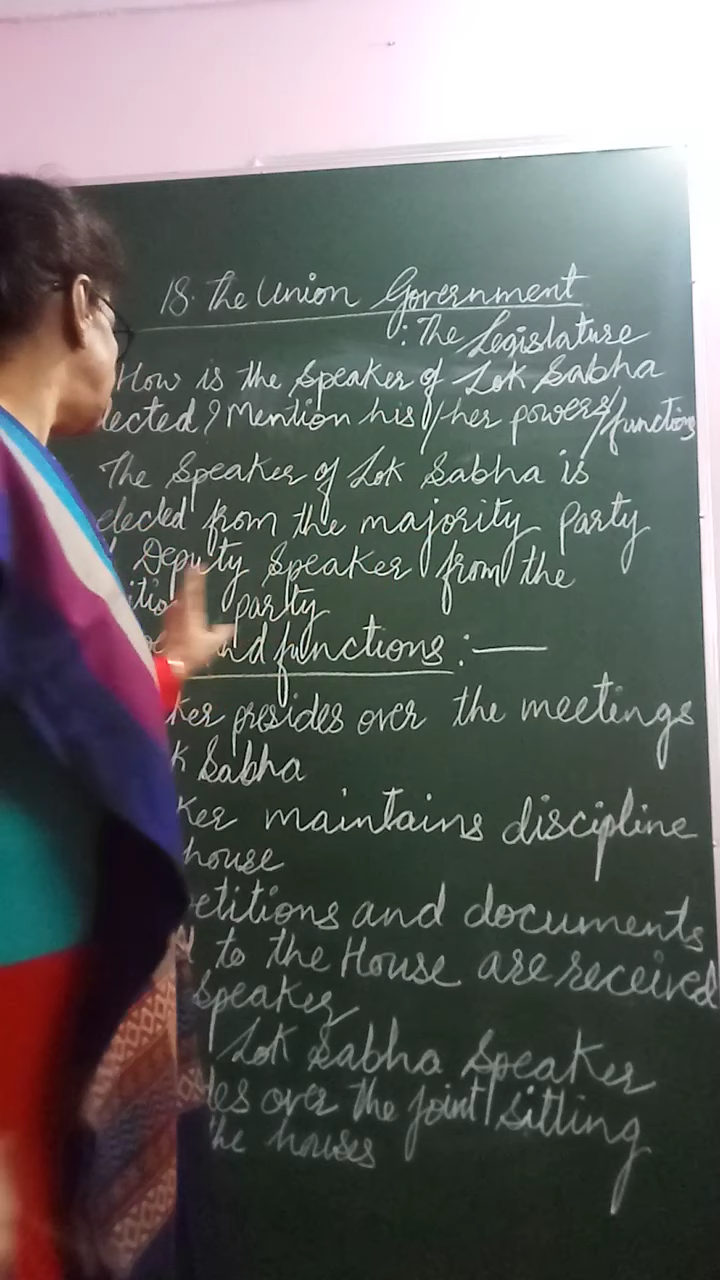 18. The Union Government
: The Legislature
How is the Speaker of Lok Sabha
lected? Mention his/her powers/functions
The Speaker of Lok Sabha is
elected from the majority party
Deputy Speaker from the
party
and functions :—
ker presides over the meetings
k Sabha
ker maintains discipline
house
etitions and documents
to the House are received
Speaker
Lok Sabha Speaker
des over the joint sitting
the houses